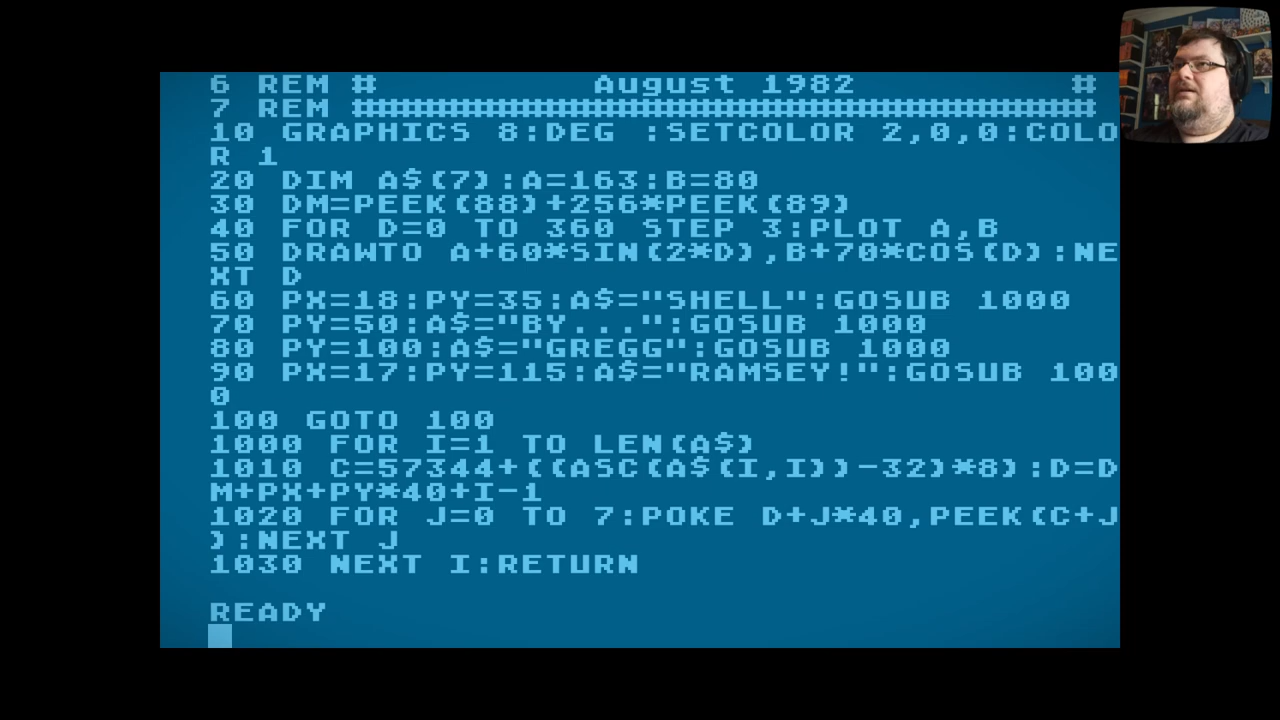 6 REM # August 1982 #
7 REM ###############################
10 GRAPHICS 8:DEG :SETCOLOR 2,0,0:COLO
R 1
20 DIM A$(7):A=163:B=80
30 DM=PEEK(88)+256*PEEK(89)
40 FOR D=0 TO 360 STEP 3:PLOT A,B
50 DRAWTO A+60*SIN(2*D),B+70*COS(D):NE
XT D
60 PX=18:PY=35:A$="SHELL":GOSUB 1000
70 PY=50:A$="BY...":GOSUB 1000
80 PY=100:A$="GREGG":GOSUB 1000
90 PX=17:PY=115:A$="RAMSEY!":GOSUB 100
0
100 GOTO 100
1000 FOR I=1 TO LEN(A$)
1010 C=57344+((ASC(A$(I,I))-32)*8):D=D
M+PX+PY*40+I-1
1020 FOR J=0 TO 7:POKE D+J*40,PEEK(C+J
):NEXT J
1030 NEXT I:RETURN
READY